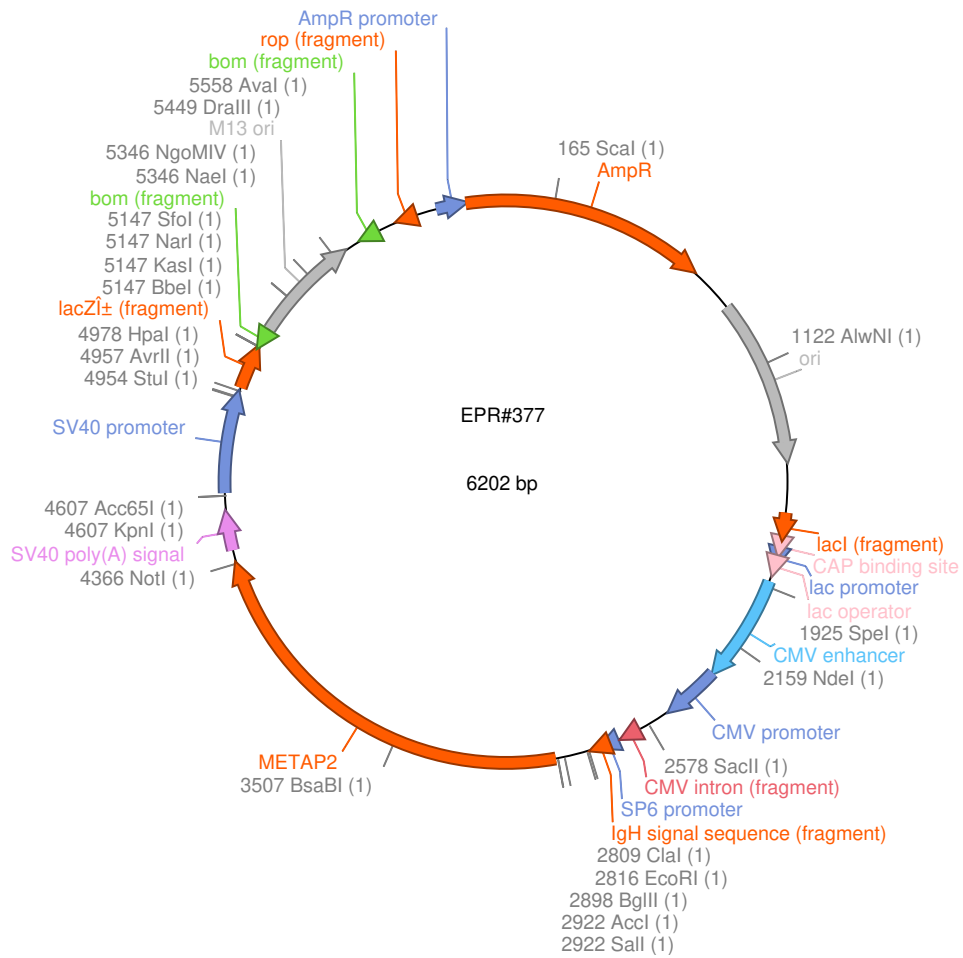 AmpR promoter
rop (fragment)
bom (fragment)
5558 AvaI (1)
5449 DraIII (1)
M13 ori
5346 NgoMIV (1)
5346 NaeI (1)
bom (fragment)
5147 SfoI (1)
5147 NarI (1)
5147 KasI (1)
5147 BbeI (1)
lacZÎ± (fragment)
4978 HpaI (1)
4957 AvrII (1)
4954 StuI (1)
SV40 promoter
4607 Acc65I (1)
4607 KpnI (1)
SV40 poly(A) signal
4366 NotI (1)
METAP2
3507 BsaBI (1)
EPR#377
6202 bp
165 ScaI (1)
AmpR
1122 AlwNI (1)
ori
lacI (fragment)
CAP binding site
lac promoter
lac operator
1925 SpeI (1)
CMV enhancer
2159 NdeI (1)
CMV promoter
2578 SacII (1)
CMV intron (fragment)
SP6 promoter
IgH signal sequence (fragment)
2809 ClaI (1)
2816 EcoRI (1)
2898 BglII (1)
2922 AccI (1)
2922 SalI (1)